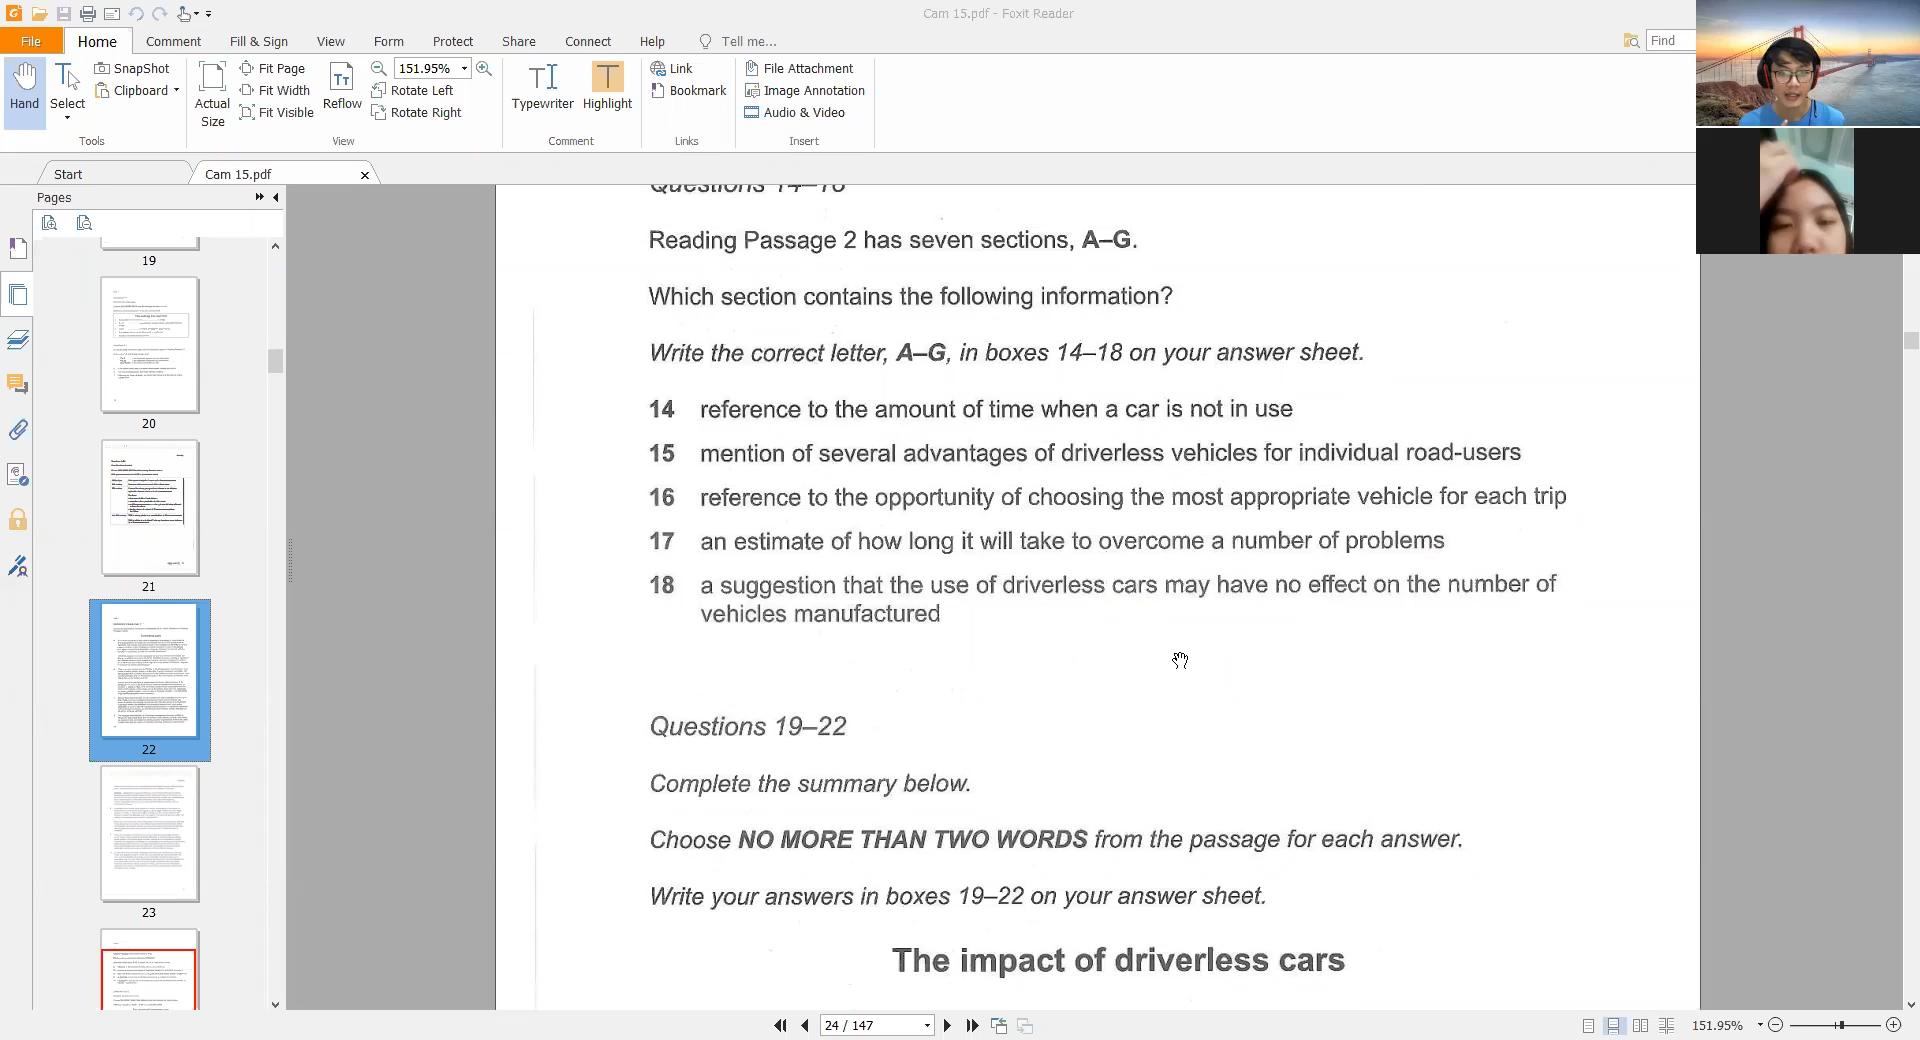 Cam 15.pdf - Foxit Reader
File Home Comment Fill & Sign View Form Protect Share Connect Help Tell me... Find
Hand
Select
SnapShot
Clipboard
Tools
Actual Size
Fit Page
Fit Width
Fit Visible
Reflow
151.95%
Rotate Left
Rotate Right
View
Typewriter
Highlight
Comment
Link
Bookmark
Links
File Attachment
Image Annotation
Audio & Video
Insert
Start
Cam 15.pdf
Pages
19
20
21
22
23
Questions 14–18
Reading Passage 2 has seven sections, A–G.
Which section contains the following information?
Write the correct letter, A–G, in boxes 14–18 on your answer sheet.
14 reference to the amount of time when a car is not in use
15 mention of several advantages of driverless vehicles for individual road-users
16 reference to the opportunity of choosing the most appropriate vehicle for each trip
17 an estimate of how long it will take to overcome a number of problems
18 a suggestion that the use of driverless cars may have no effect on the number of
vehicles manufactured
Questions 19–22
Complete the summary below.
Choose NO MORE THAN TWO WORDS from the passage for each answer.
Write your answers in boxes 19–22 on your answer sheet.
The impact of driverless cars
24 / 147
151.95%